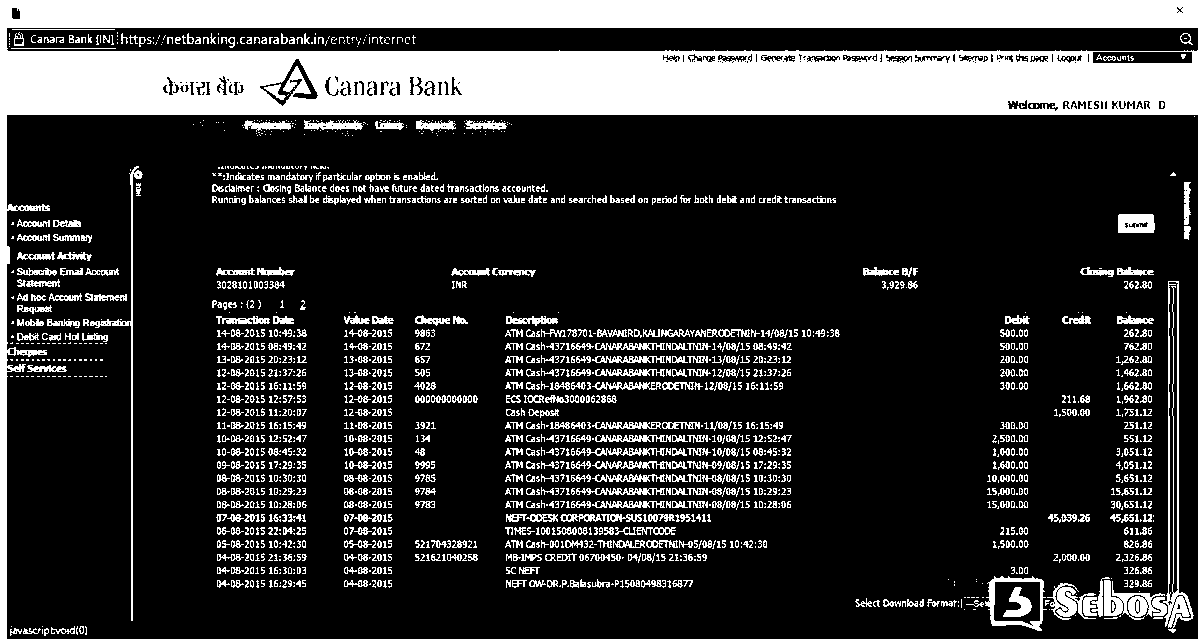 Canara Bank [IN] https://netbanking.canarabank.in/entry/internet
Help | Change Password | Generate Transaction Password | Session Summary | Sitemap | Print this page | Logout | Accounts
केनरा बैंक Canara Bank
Welcome, RAMESH KUMAR D
Payments Investments Loans Request Services
*:Indicates mandatory field.
**:Indicates mandatory if particular option is enabled.
Disclaimer : Closing Balance does not have future dated transactions accounted.
Running balances shall be displayed when transactions are sorted on value date and searched based on period for both debit and credit transactions
Submit
HIDE
Accounts
Account Details
Account Summary
Account Activity
Subscribe Email Account
Statement
Ad hoc Account Statement
Request
Mobile Banking Registration
Debit Card Hot Listing
Cheques
Self Services
Account Number Account Currency Balance B/F Closing Balance
3028101003384 INR 3,929.86 262.80
Pages : (2 ) 1 2
Transaction Date Value Date Cheque No. Description Debit Credit Balance
14-08-2015 10:49:38 14-08-2015 9863 ATM Cash-FW178701-BAVANIRD,KALINGARAYANERODETNIN-14/08/15 10:49:38 500.00 262.80
14-08-2015 08:49:42 14-08-2015 672 ATM Cash-43716649-CANARABANKTHINDALTNIN-14/08/15 08:49:42 500.00 762.80
13-08-2015 20:23:12 13-08-2015 667 ATM Cash-43716649-CANARABANKTHINDALTNIN-13/08/15 20:23:12 200.00 1,262.80
12-08-2015 21:37:26 13-08-2015 505 ATM Cash-43716649-CANARABANKTHINDALTNIN-12/08/15 21:37:26 200.00 1,462.80
12-08-2015 16:11:59 12-08-2015 4028 ATM Cash-18486403-CANARABANKERODETNIN-12/08/15 16:11:59 300.00 1,662.80
12-08-2015 12:57:53 12-08-2015 000000000000 ECS IOCRefNo3000062868 211.68 1,962.80
12-08-2015 11:20:07 12-08-2015 Cash Deposit 1,500.00 1,751.12
11-08-2015 16:15:49 11-08-2015 3921 ATM Cash-18486403-CANARABANKERODETNIN-11/08/15 16:15:49 300.00 251.12
10-08-2015 12:52:47 10-08-2015 134 ATM Cash-43716649-CANARABANKTHINDALTNIN-10/08/15 12:52:47 2,500.00 551.12
10-08-2015 08:45:32 10-08-2015 48 ATM Cash-43716649-CANARABANKTHINDALTNIN-10/08/15 08:45:32 1,000.00 3,051.12
09-08-2015 17:29:35 10-08-2015 9995 ATM Cash-43716649-CANARABANKTHINDALTNIN-09/08/15 17:29:35 1,600.00 4,051.12
08-08-2015 10:30:30 08-08-2015 9785 ATM Cash-43716649-CANARABANKTHINDALTNIN-08/08/15 10:30:30 10,000.00 5,651.12
08-08-2015 10:29:23 08-08-2015 9784 ATM Cash-43716649-CANARABANKTHINDALTNIN-08/08/15 10:29:23 15,000.00 15,651.12
08-08-2015 10:28:06 08-08-2015 9783 ATM Cash-43716649-CANARABANKTHINDALTNIN-08/08/15 10:28:06 15,000.00 30,651.12
07-08-2015 16:33:41 07-08-2015 NEFT-ODESK CORPORATION-SUS10079R1951411 45,039.26 45,651.12
06-08-2015 22:04:25 07-08-2015 TIMES-1001508008139583-CLIENTCODE 215.00 611.86
05-08-2015 10:42:30 05-08-2015 521704328921 ATM Cash-001DM432-THINDALERODETNIN-05/08/15 10:42:30 1,500.00 826.86
04-08-2015 21:36:59 04-08-2015 521621040268 MB-IMPS CREDIT 06700450- 04/08/15 21:36:59 2,000.00 2,326.86
04-08-2015 16:30:03 04-08-2015 SC NEFT 3.00 326.86
04-08-2015 16:29:45 04-08-2015 NEFT OW-DR.P.Balasubra-P15080498316877 329.86
Select Download Format:
SEBOSA
javascript:void(0)